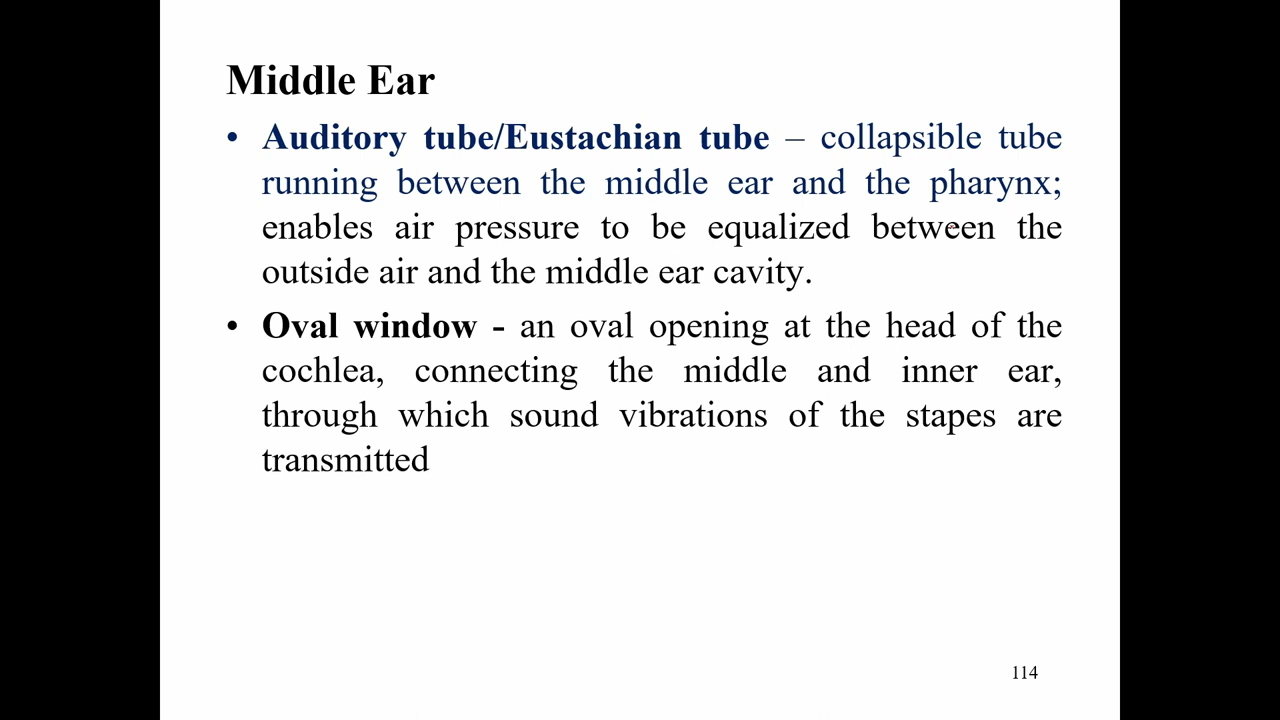 Middle Ear
• Auditory tube/Eustachian tube – collapsible tube
running between the middle ear and the pharynx;
enables air pressure to be equalized between the
outside air and the middle ear cavity.
• Oval window - an oval opening at the head of the
cochlea, connecting the middle and inner ear,
through which sound vibrations of the stapes are
transmitted
114